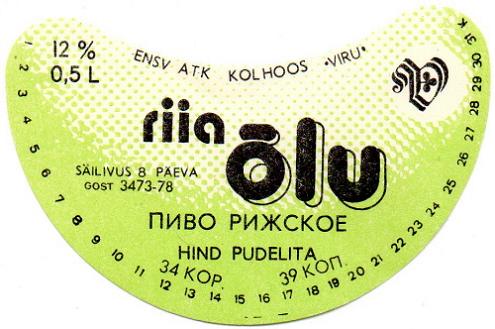 12 %
0,5 L
ENSV ATK KOLHOOS "VIRU"
riia
õlu
SÄILIVUS 8 PÄEVA
GOST 3473-78
ПИВО РИЖСКОЕ
HIND PUDELITA
34 KOP. 39 КОП.
1 2 3 4 5 6 7 8 9 10 11 12 13 14 15 16 17 18 19 20 21 22 23 24 25 26 27 28 29 30 31 K